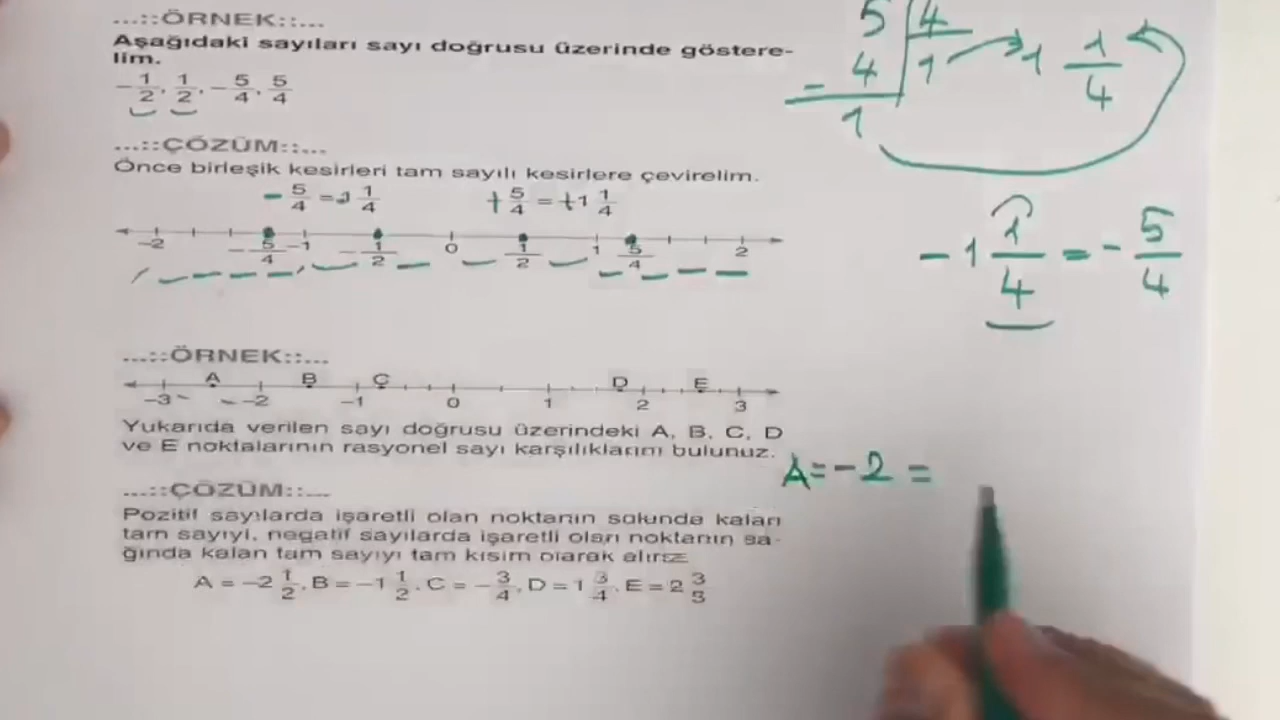 ...::ÖRNEK::...
Aşağıdaki sayıları sayı doğrusu üzerinde göstere-
lim.
-1/2, 1/2, -5/4, 5/4
...::ÇÖZÜM::...
Önce birleşik kesirleri tam sayılı kesirlere çevirelim.
-5/4 = -1 1/4 +5/4 = +1 1/4
-2 -5/4 -1 -1/2 0 1/2 1 5/4 2
...::ÖRNEK::...
A B C D E
-3 -2 -1 0 1 2 3
Yukarıda verilen sayı doğrusu üzerindeki A, B, C, D
ve E noktalarının rasyonel sayı karşılıklarını bulunuz.
...::ÇÖZÜM::...
Pozitif sayılarda işaretli olan noktanın solunda kalan
tam sayıyı, negatif sayılarda işaretli olan noktanın sa-
ğında kalan tam sayıyı tam kısım olarak alırız
A = -2 1/2, B = -1 1/2, C = -3/4, D = 1 3/4, E = 2
5 4
- 4 1 1 1/4
1
-1 1/4 = -5/4
A = -2 =